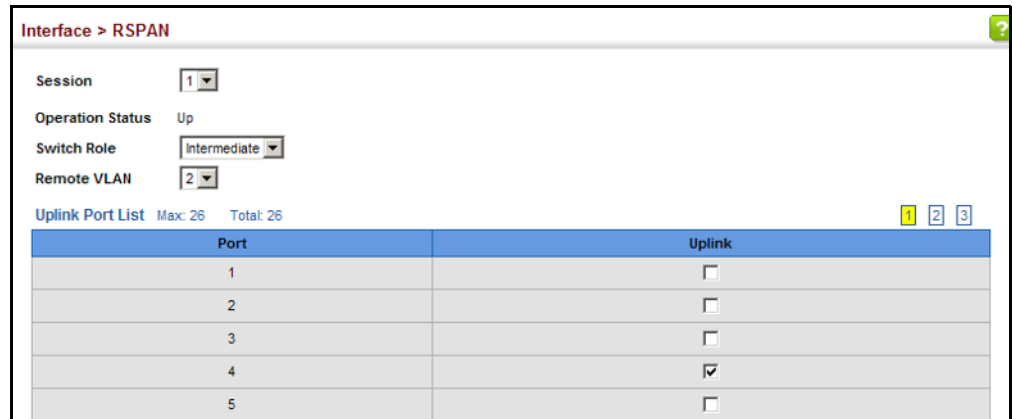 Interface > RSPAN
?
Session 1
Operation Status Up
Switch Role Intermediate
Remote VLAN 2
Uplink Port List Max: 26 Total: 26 1 2 3
Port Uplink
1
2
3
4
5